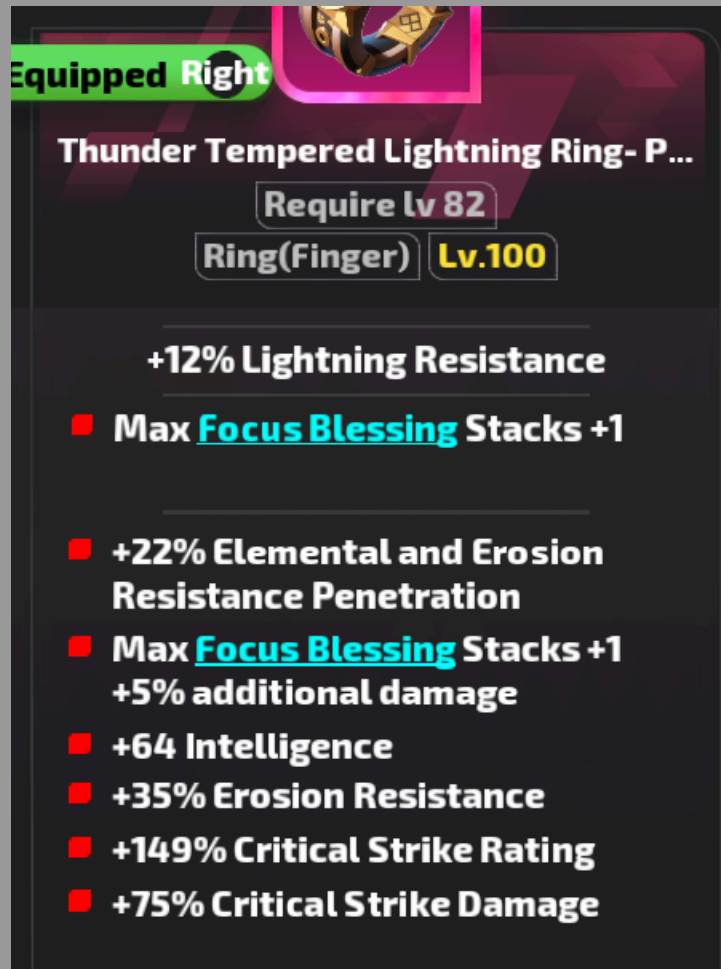 Equipped Right
Thunder Tempered Lightning Ring- P...
Require lv 82
Ring(Finger) Lv.100
+12% Lightning Resistance
Max Focus Blessing Stacks +1
+22% Elemental and Erosion
Resistance Penetration
Max Focus Blessing Stacks +1
+5% additional damage
+64 Intelligence
+35% Erosion Resistance
+149% Critical Strike Rating
+75% Critical Strike Damage